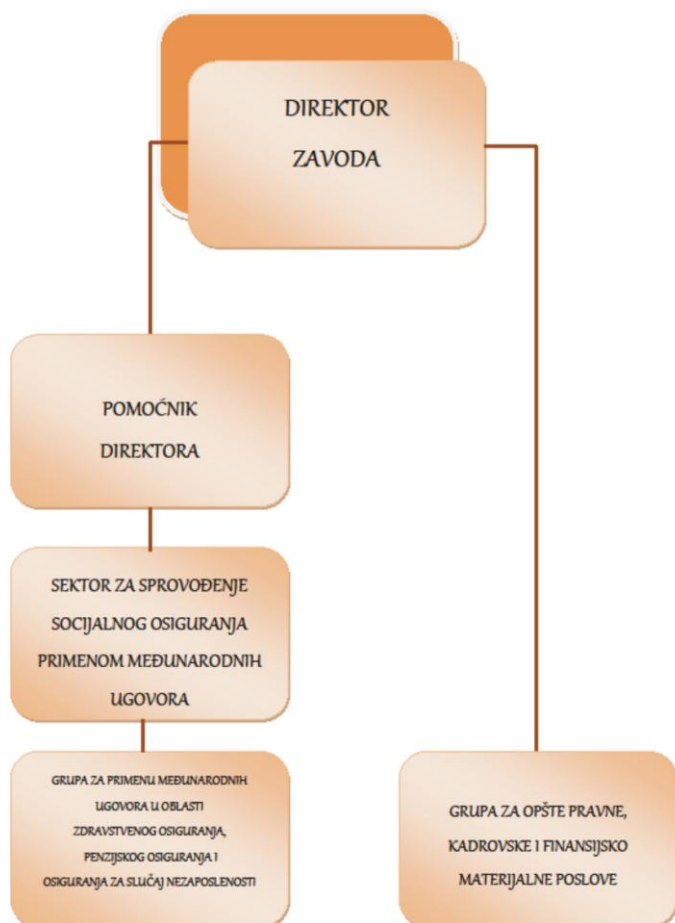 DIREKTOR
ZAVODA
POMOĆNIK
DIREKTORA
SEKTOR ZA SPROVOĐENJE
SOCIJALNOG OSIGURANJA
PRIMENOM MEĐUNARODNIH
UGOVORA
GRUPA ZA PRIMENU MEĐUNARODNIH
UGOVORA U OBLASTI
ZDRAVSTVENOG OSIGURANJA,
PENZIJSKOG OSIGURANJA I
OSIGURANJA ZA SLUČAJ NEZAPOSLENOSTI
GRUPA ZA OPŠTE PRAVNE,
KADROVSKE I FINANSIJSKO
MATERIJALNE POSLOVE